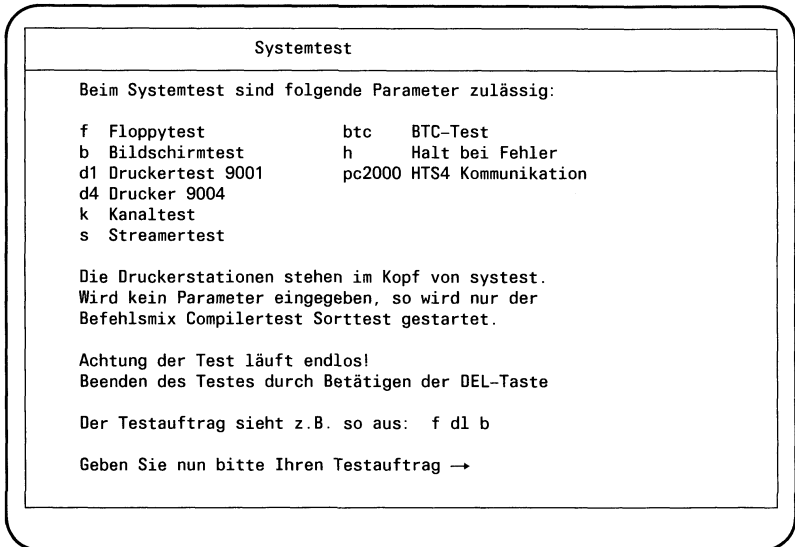 Systemtest
Beim Systemtest sind folgende Parameter zulässig:
f Floppytest btc BTC–Test
b Bildschirmtest h Halt bei Fehler
d1 Druckertest 9001 pc2000 HTS4 Kommunikation
d4 Drucker 9004
k Kanaltest
s Streamertest
Die Druckerstationen stehen im Kopf von systest.
Wird kein Parameter eingegeben, so wird nur der
Befehlsmix Compilertest Sorttest gestartet.
Achtung der Test läuft endlos!
Beenden des Testes durch Betätigen der DEL–Taste
Der Testauftrag sieht z.B. so aus: f dl b
Geben Sie nun bitte Ihren Testauftrag →